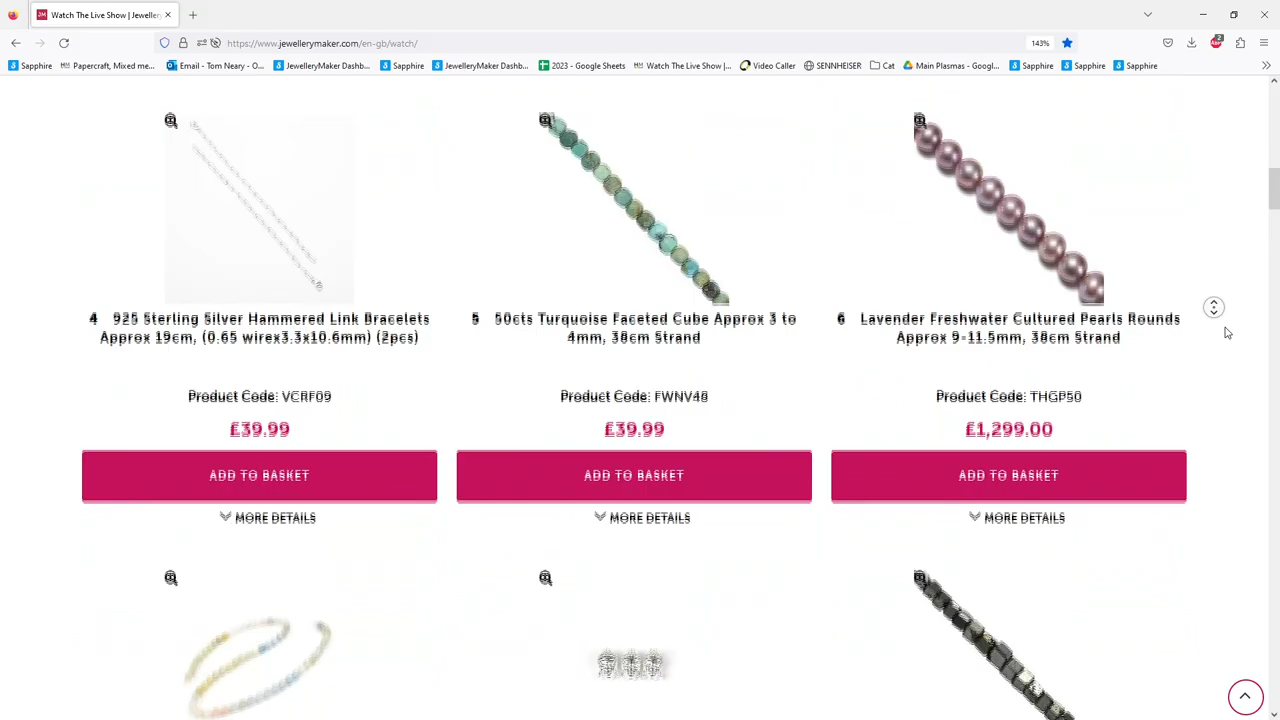 Watch The Live Show | Jeweller
https://www.jewellerymaker.com/en-gb/watch/
143%
2
Sapphire
Papercraft, Mixed me...
Email - Tom Neary - O...
JewelleryMaker Dashb...
Sapphire
JewelleryMaker Dashb...
2023 - Google Sheets
Watch The Live Show |...
Video Caller
SENNHEISER
Cat
Main Plasmas - Googl...
Sapphire
Sapphire
Sapphire
4 925 Sterling Silver Hammered Link Bracelets
Approx 19cm, (0.65 wirex3.3x10.6mm) (2pcs)
Product Code: VCRF09
£39.99
ADD TO BASKET
MORE DETAILS
5 50cts Turquoise Faceted Cube Approx 3 to
4mm, 38cm Strand
Product Code: FWNV48
£39.99
ADD TO BASKET
MORE DETAILS
6 Lavender Freshwater Cultured Pearls Rounds
Approx 9-11.5mm, 38cm Strand
Product Code: THGP50
£1,299.00
ADD TO BASKET
MORE DETAILS